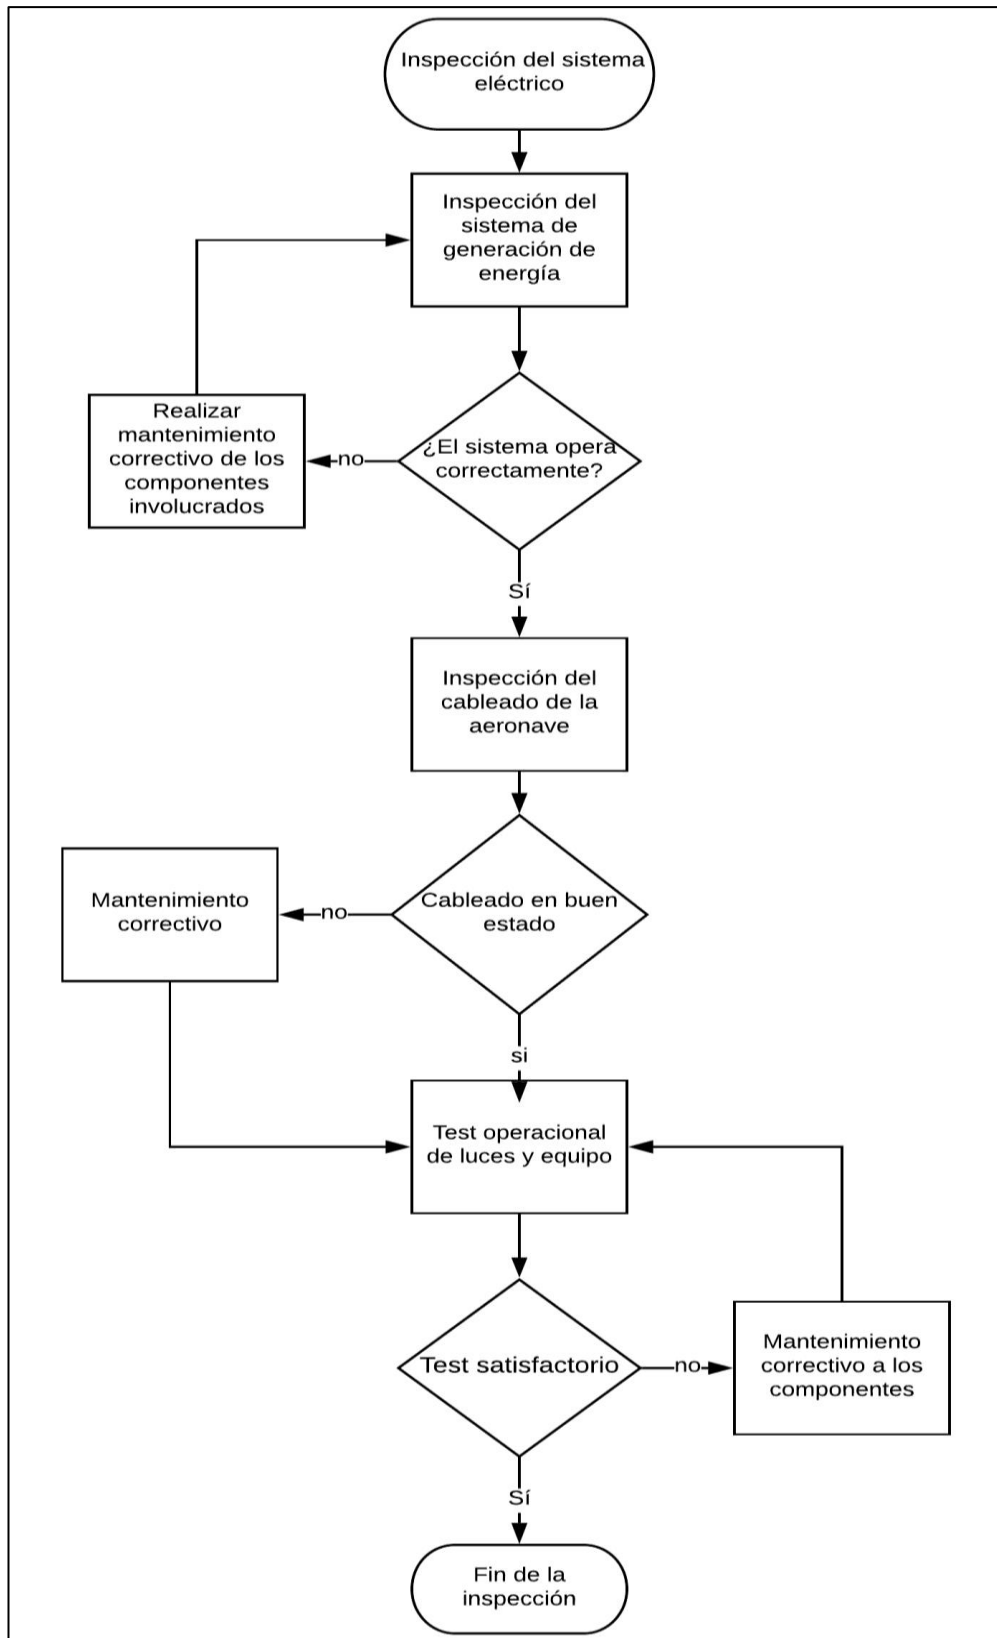 Inspección del sistema
eléctrico
Inspección del
sistema de
generación de
energía
Realizar
mantenimiento
correctivo de los
componentes
involucrados
no
¿El sistema opera
correctamente?
Sí
Inspección del
cableado de la
aeronave
Mantenimiento
correctivo
no
Cableado en buen
estado
si
Test operacional
de luces y equipo
Test satisfactorio
no
Mantenimiento
correctivo a los
componentes
Sí
Fin de la
inspección